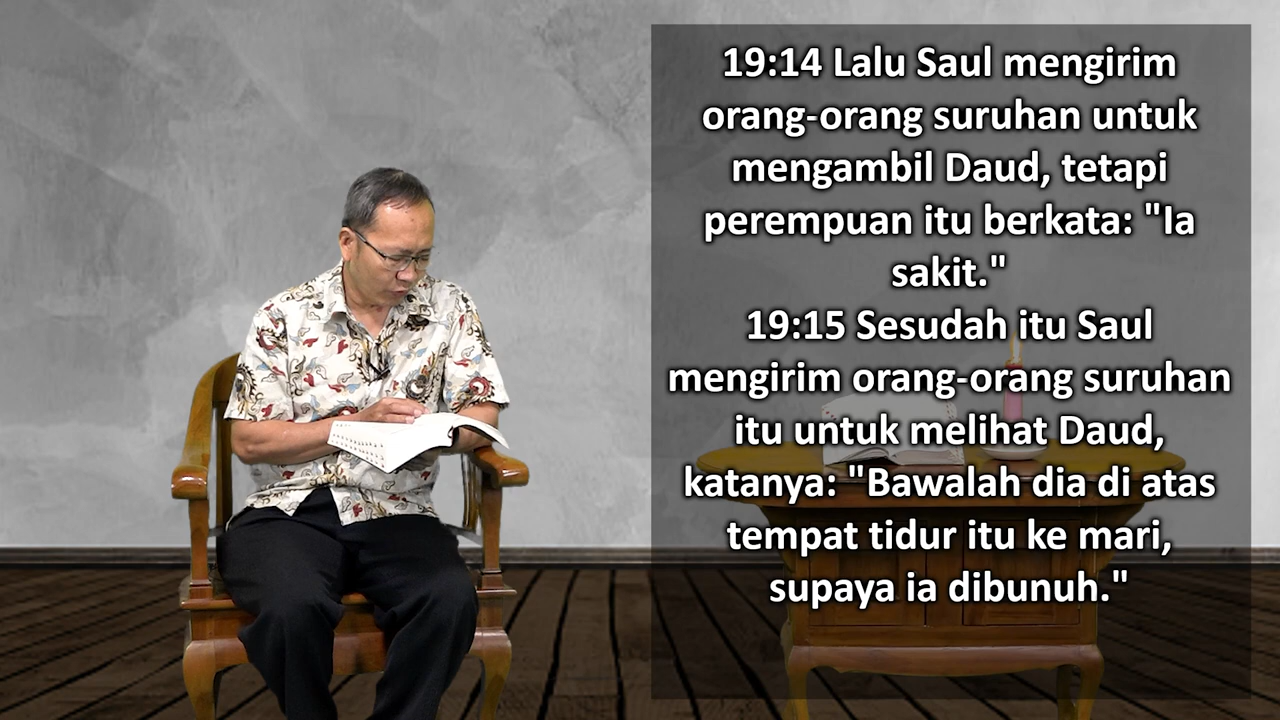 19:14 Lalu Saul mengirim
orang-orang suruhan untuk
mengambil Daud, tetapi
perempuan itu berkata: "Ia
sakit."
19:15 Sesudah itu Saul
mengirim orang-orang suruhan
itu untuk melihat Daud,
katanya: "Bawalah dia di atas
tempat tidur itu ke mari,
supaya ia dibunuh."